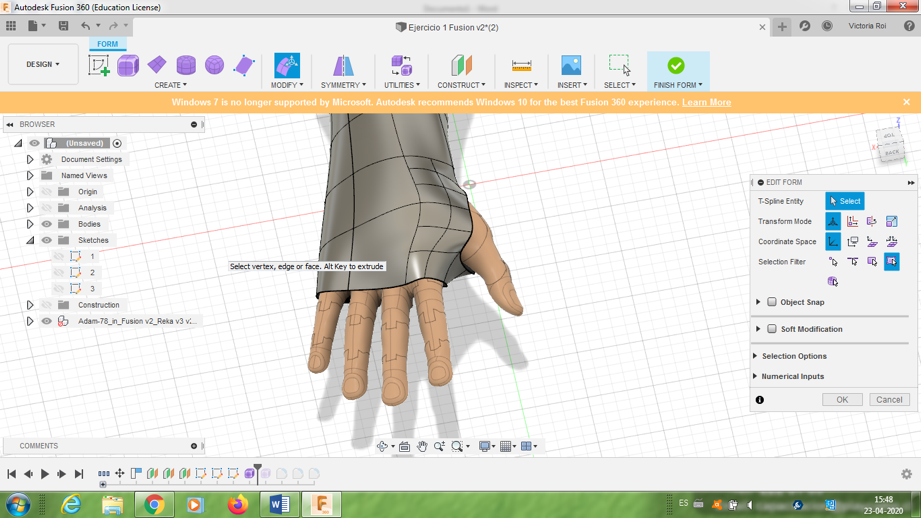 Autodesk Fusion 360 (Education License)
Ejercicio 1 Fusion v2*(2)
Victoria Roi
FORM
DESIGN
CREATE
MODIFY
SYMMETRY
UTILITIES
CONSTRUCT
INSPECT
INSERT
SELECT
FINISH FORM
Windows 7 is no longer supported by Microsoft. Autodesk recommends Windows 10 for the best Fusion 360 experience. Learn More
BROWSER
(Unsaved)
Document Settings
Named Views
Origin
Analysis
Bodies
Sketches
1
2
3
Construction
Adam-78_in_Fusion v2_Reka v3 v2...
Select vertex, edge or face. Alt Key to extrude
Z
X
TOP
BACK
EDIT FORM
T-Spline Entity
Select
Transform Mode
Coordinate Space
Selection Filter
Object Snap
Soft Modification
Selection Options
Numerical Inputs
OK
Cancel
COMMENTS
ES
15:48
23-04-2020